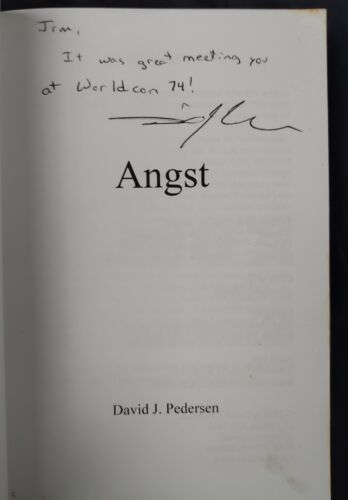 Jim,
It was great meeting you
at Worldcon 74!
Angst
David J. Pedersen